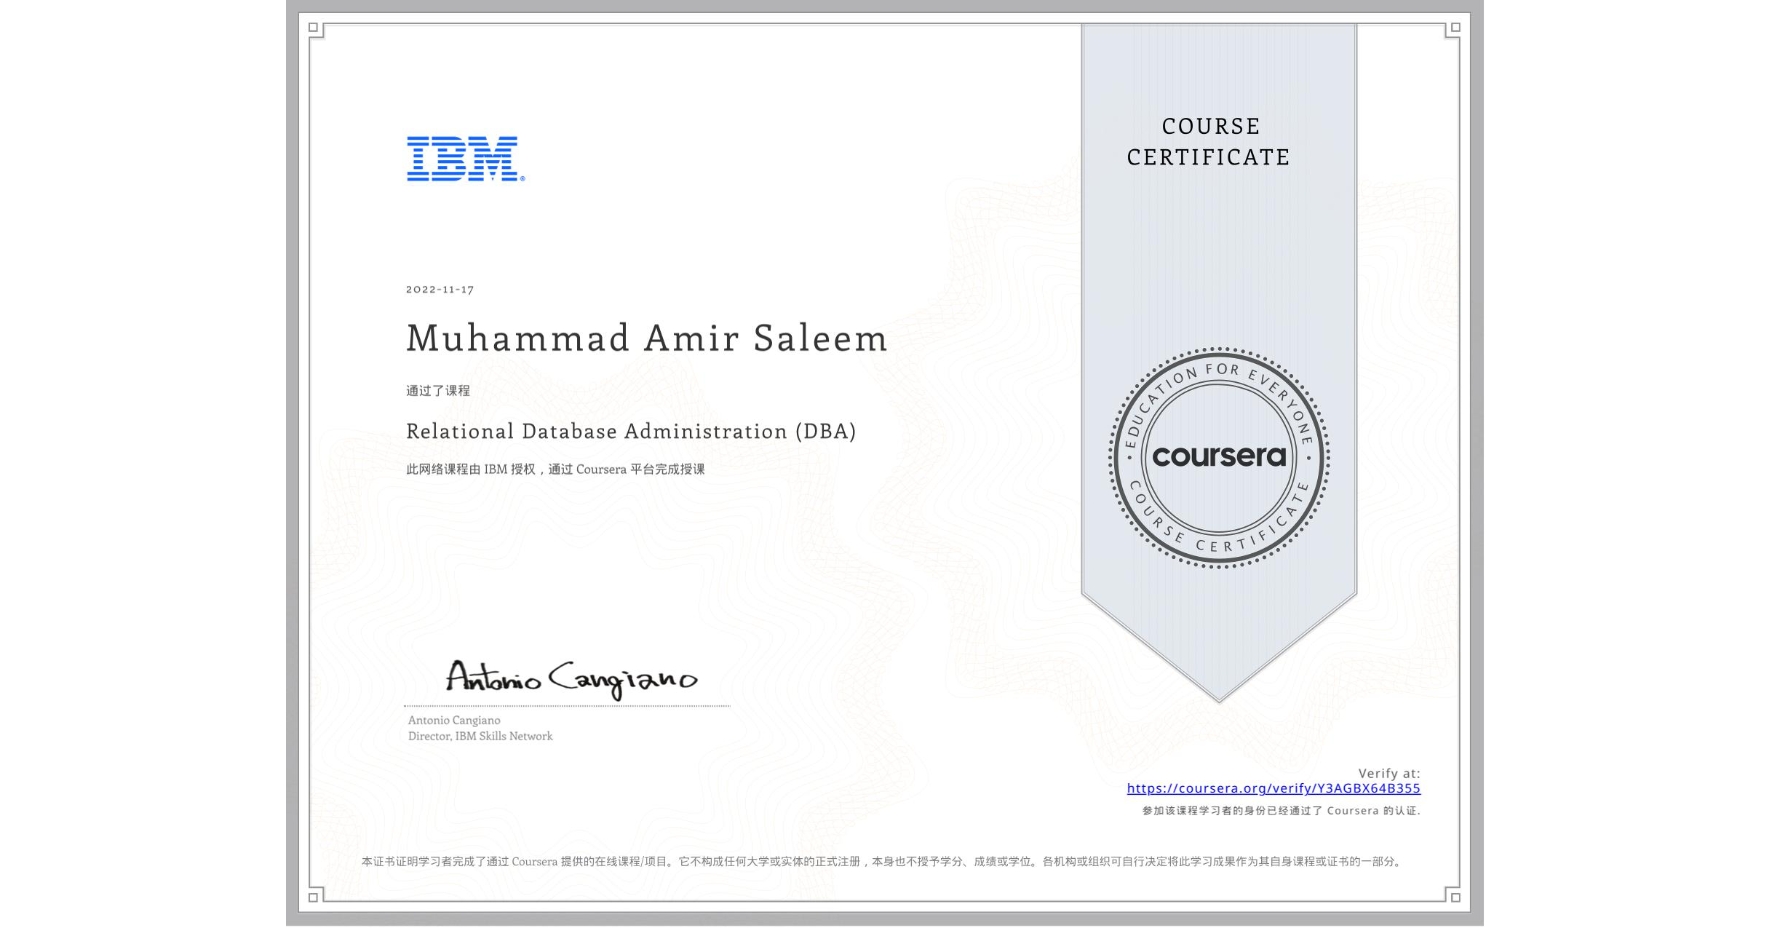 COURSE
CERTIFICATE
IBM®
2022-11-17
Muhammad Amir Saleem
通过了课程
Relational Database Administration (DBA)
此网络课程由 IBM 授权，通过 Coursera 平台完成授课
EDUCATION FOR EVERYONE
coursera
COURSE CERTIFICATE
Antonio Cangiano
Antonio Cangiano
Director, IBM Skills Network
Verify at:
https://coursera.org/verify/Y3AGBX64B355
参加该课程学习者的身份已经通过了 Coursera 的认证.
本证书证明学习者完成了通过 Coursera 提供的在线课程/项目。它不构成任何大学或实体的正式注册，本身也不授予学分、成绩或学位。各机构或组织可自行决定将此学习成果作为其自身课程或证书的一部分。